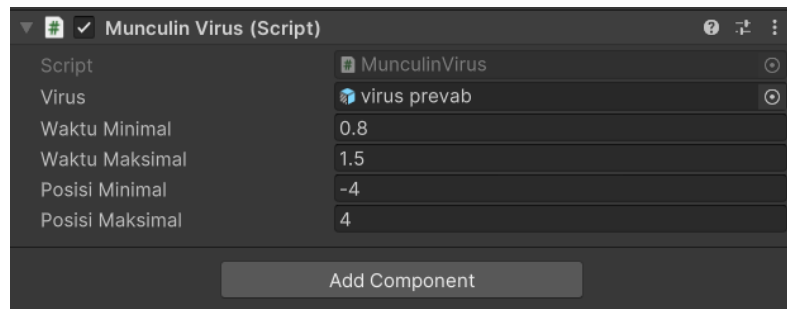 # Munculin Virus (Script)
Script # MunculinVirus
Virus virus prevab
Waktu Minimal 0.8
Waktu Maksimal 1.5
Posisi Minimal -4
Posisi Maksimal 4
Add Component